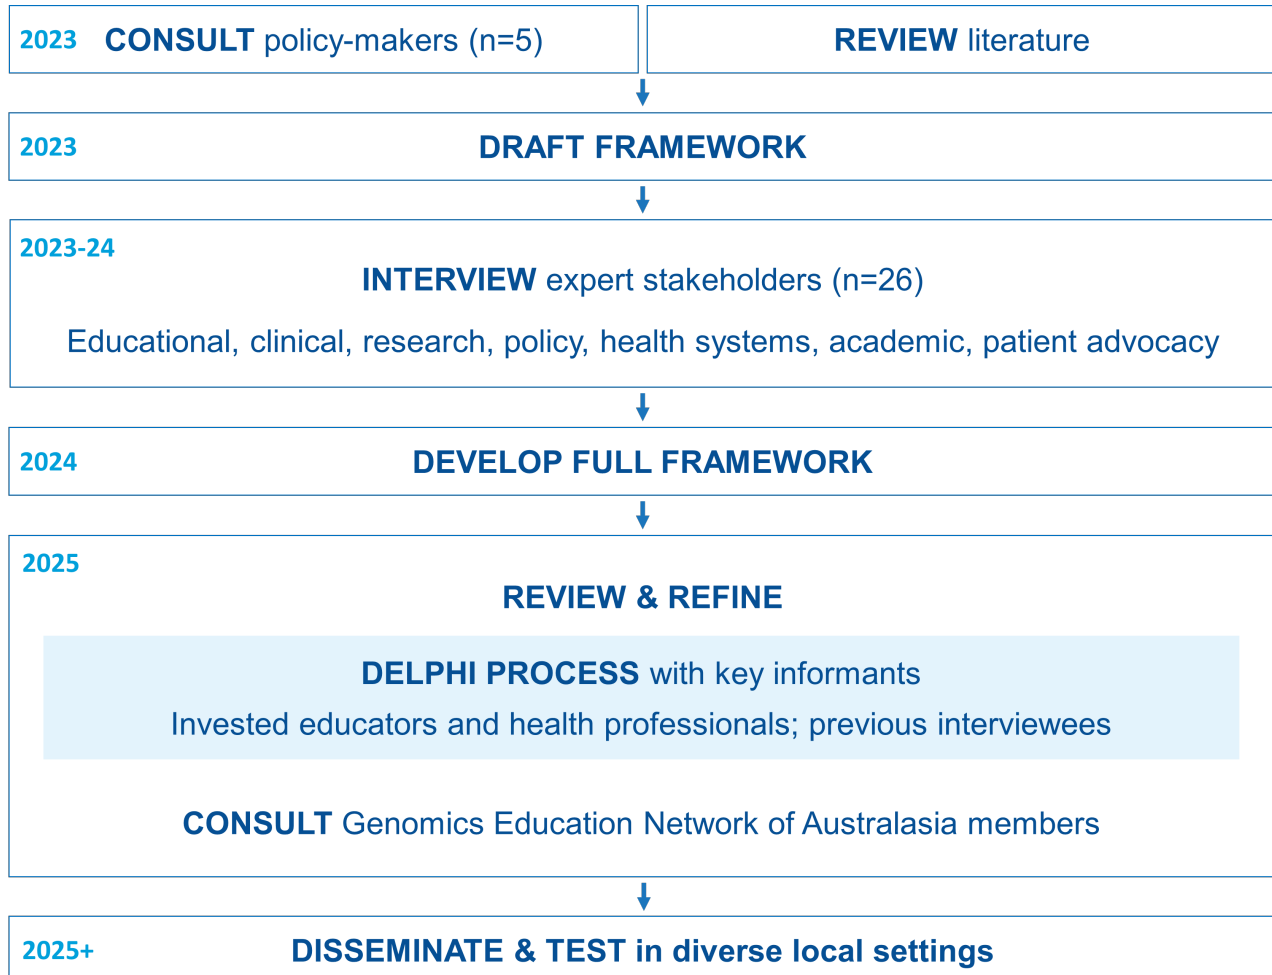 2023 CONSULT policy-makers (n=5)
REVIEW literature
2023
DRAFT FRAMEWORK
2023-24
INTERVIEW expert stakeholders (n=26)
Educational, clinical, research, policy, health systems, academic, patient advocacy
2024
DEVELOP FULL FRAMEWORK
2025
REVIEW & REFINE
DELPHI PROCESS with key informants
Invested educators and health professionals; previous interviewees
CONSULT Genomics Education Network of Australasia members
2025+
DISSEMINATE & TEST in diverse local settings